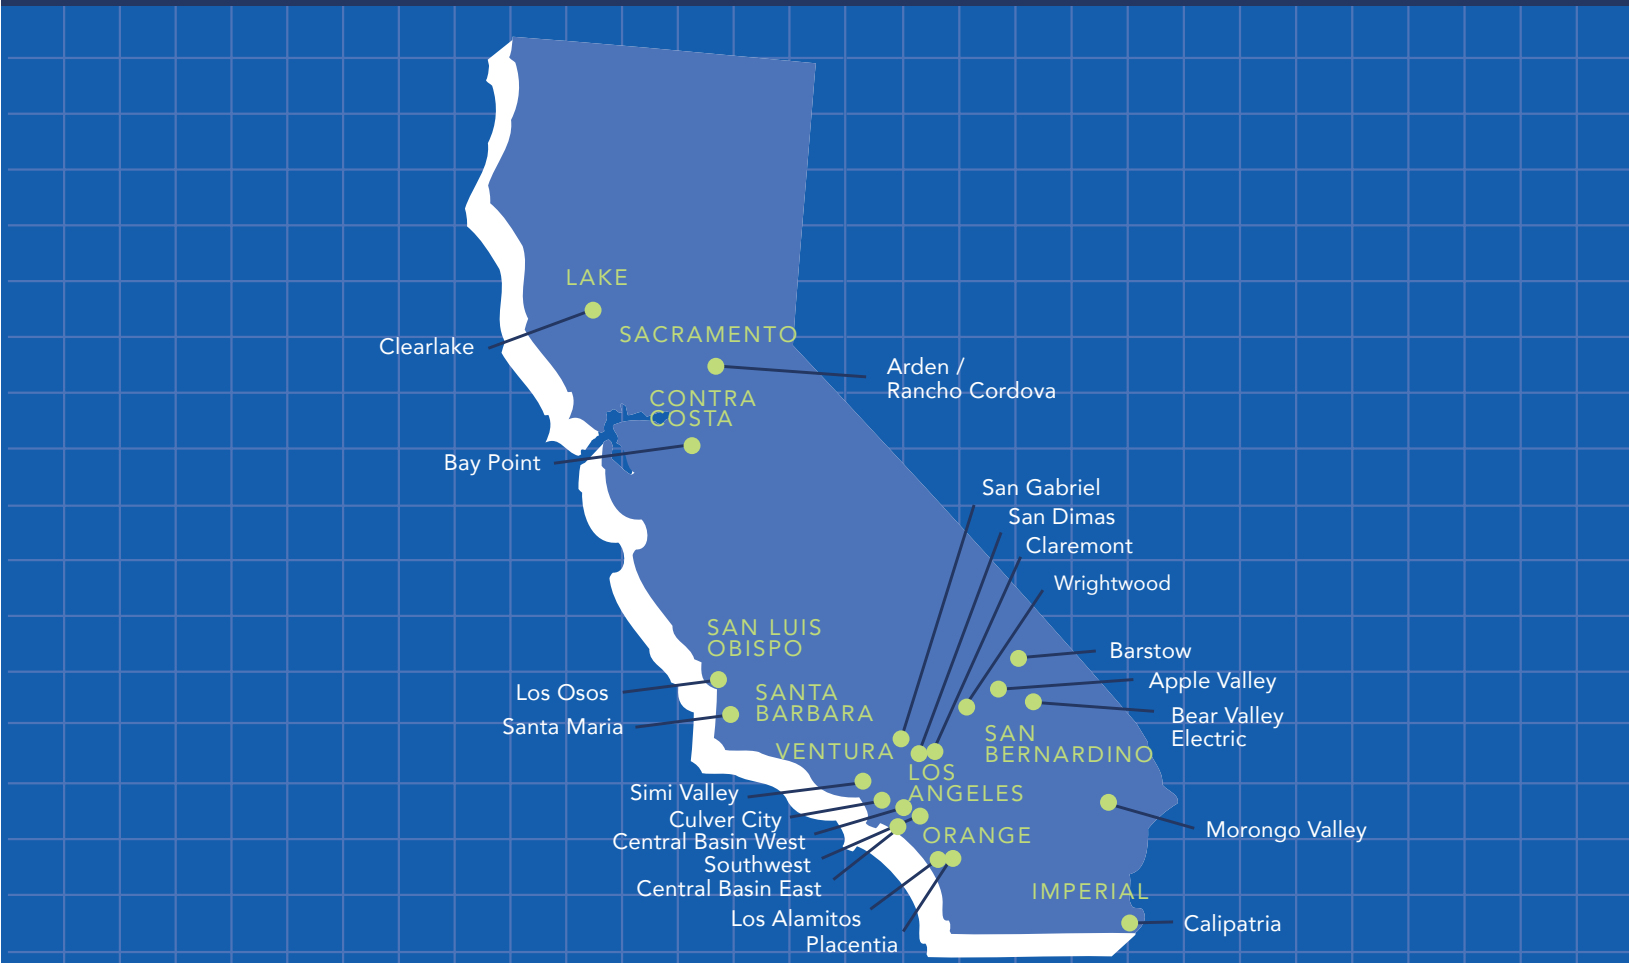 LAKE
Clearlake
SACRAMENTO
Arden /
Rancho Cordova
CONTRA
COSTA
Bay Point
San Gabriel
San Dimas
Claremont
Wrightwood
SAN LUIS
OBISPO
Barstow
Los Osos
Apple Valley
SANTA
BARBARA
Santa Maria
Bear Valley
Electric
SAN
BERNARDINO
VENTURA
LOS
ANGELES
Simi Valley
Culver City
Central Basin West
Southwest
Central Basin East
ORANGE
Morongo Valley
Los Alamitos
Placentia
IMPERIAL
Calipatria